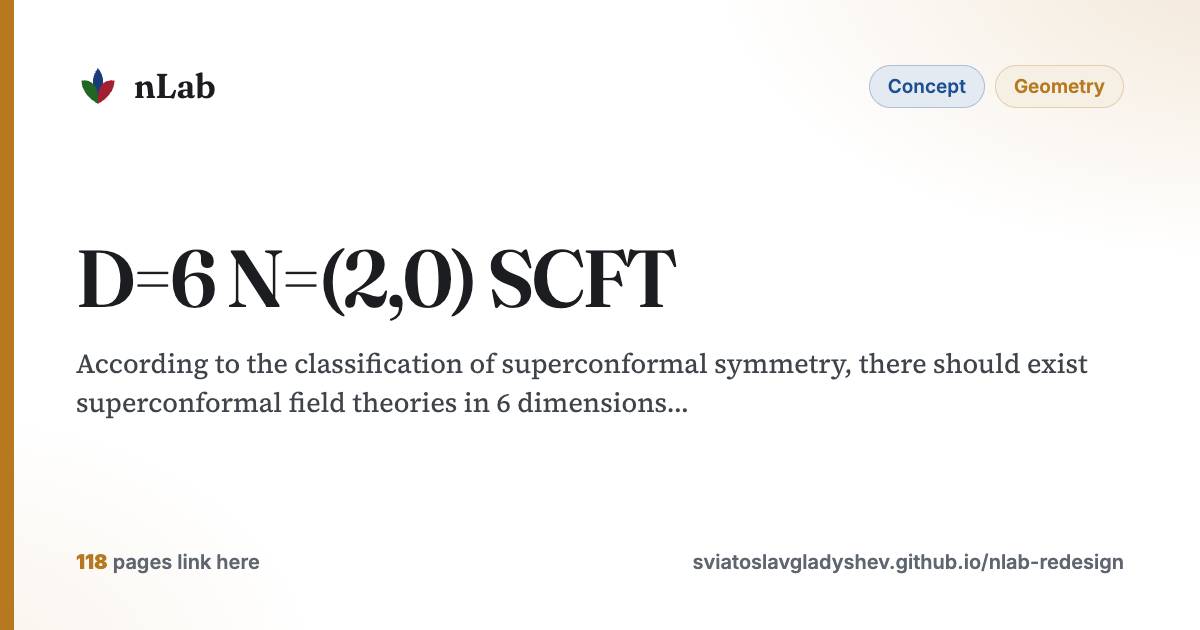 nLab
Concept
Geometry
D=6 N=(2,0) SCFT
According to the classification of superconformal symmetry, there should exist
superconformal field theories in 6 dimensions...
118 pages link here
sviatoslavgladyshev.github.io/nlab-redesign